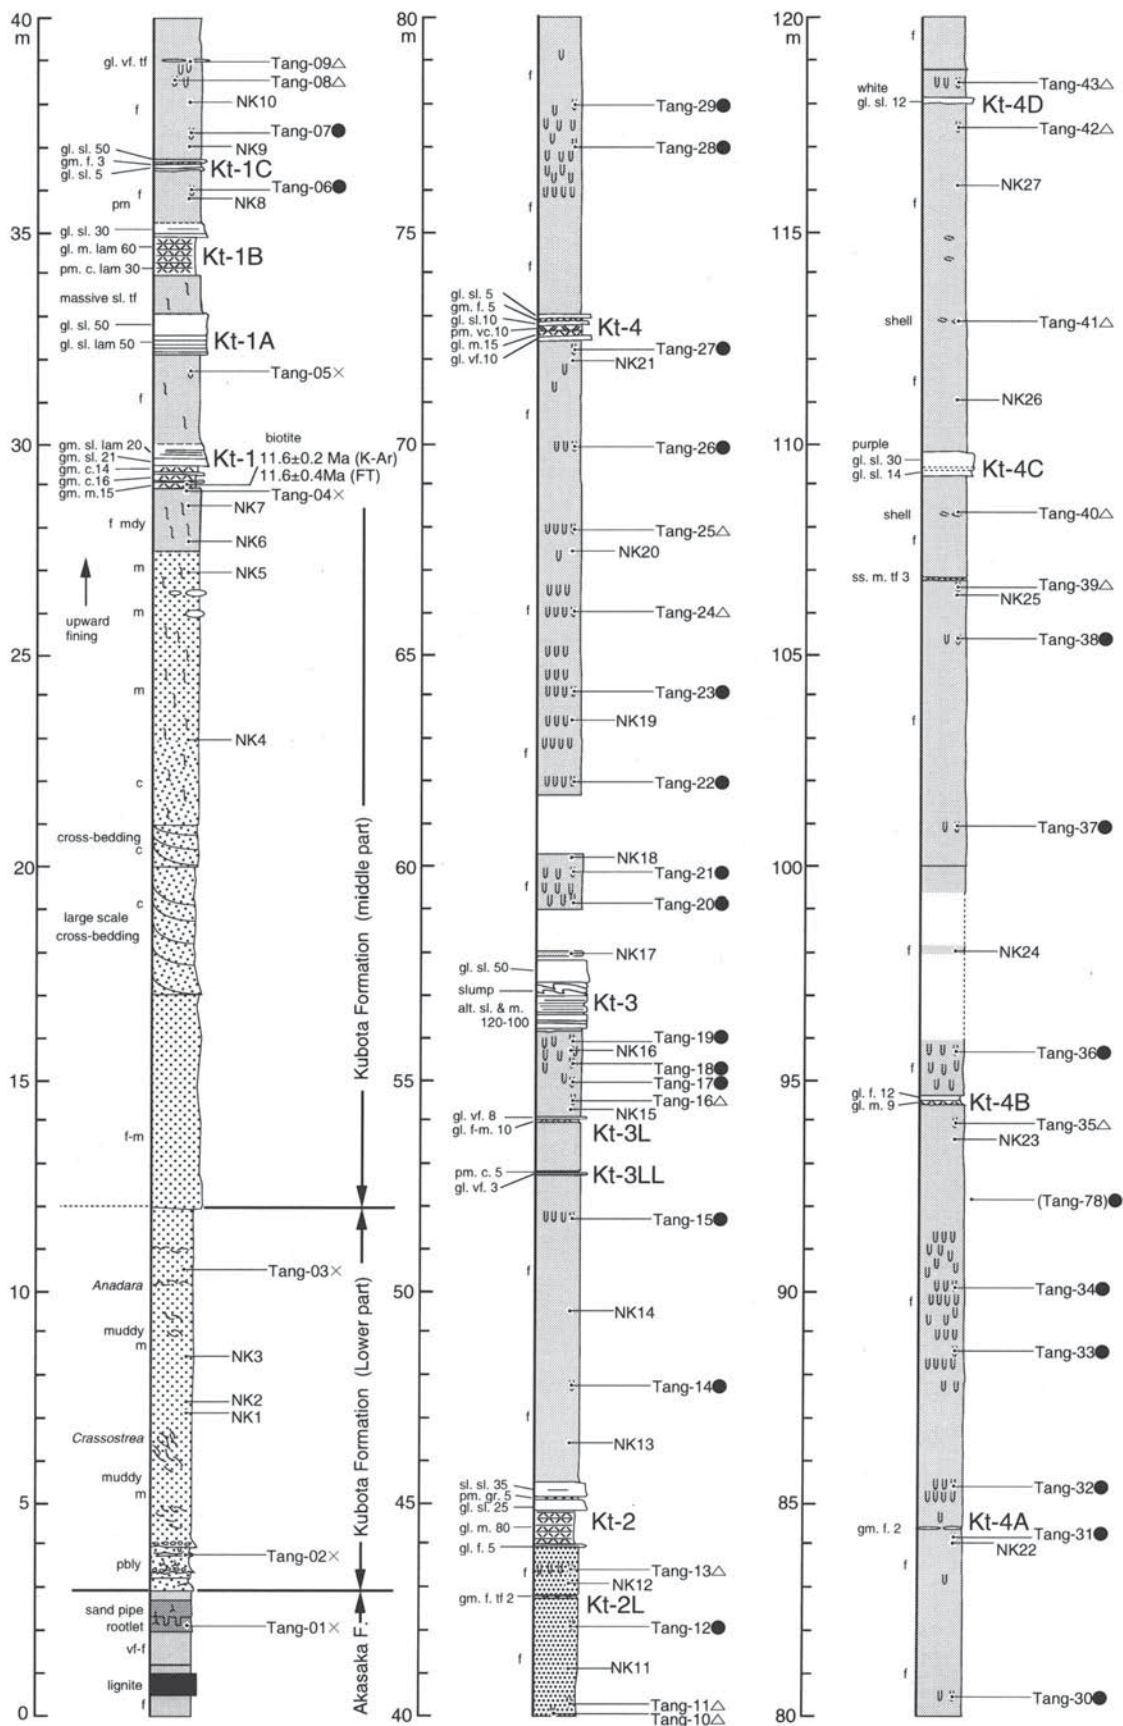 40
m
gl. vf. tf
Tang-09△
Tang-08△
f
NK10
Tang-07●
NK9
gl. sl. 50
gm. f. 3
gl. sl. 5
Kt-1C
Tang-06●
f
pm
NK8
35
gl. sl. 30
gl. m. lam 60
Kt-1B
pm. c. lam 30
massive sl. tf
gl. sl. 50
gl. sl. lam 50
Kt-1A
Tang-05×
f
30
gm. sl. lam 20
gm. sl. 21
gm. c.14
gm. c.16
gm. m.15
Kt-1
biotite
11.6±0.2 Ma (K-Ar)
11.6±0.4Ma (FT)
Tang-04×
NK7
f mdy
NK6
m
NK5
upward
fining
m
25
m
NK4
c
cross-bedding
c
20
c
large scale
cross-bedding
15
f-m
Kubota Formation (middle part)
Tang-03×
Anadara
10
muddy
m
NK3
NK2
NK1
Crassostrea
muddy
m
5
Tang-02×
pbly
Kubota Formation (Lower part)
sand pipe
rootlet
Tang-01×
vf-f
lignite
f
0
Akasaka F.
80
m
f
Tang-29●
Tang-28●
f
75
f
gl. sl. 5
gm. f. 5
gl. sl.10
pm. vc.10
gl. m.15
gl. vf.10
Kt-4
Tang-27●
NK21
f
70
Tang-26●
Tang-25△
NK20
f
Tang-24△
65
Tang-23●
NK19
f
Tang-22●
NK18
60
Tang-21●
f
Tang-20●
NK17
gl. sl. 50
slump
alt. sl. & m.
120-100
Kt-3
Tang-19●
NK16
Tang-18●
55
Tang-17●
Tang-16△
NK15
gl. vf. 8
gl. f-m. 10
Kt-3L
pm. c. 5
gl. vf. 3
Kt-3LL
Tang-15●
f
50
NK14
Tang-14●
f
NK13
sl. sl. 35
pm. gr. 5
gl. sl. 25
45
Kt-2
gl. m. 80
gl. f. 5
f
Tang-13△
NK12
gm. f. tf 2
Kt-2L
Tang-12●
f
NK11
Tang-11△
40
Tang-10△
120
m
f
Tang-43△
white
gl. sl. 12
Kt-4D
Tang-42△
NK27
f
115
shell
Tang-41△
f
NK26
110
purple
gl. sl. 30
gl. sl. 14
Kt-4C
shell
Tang-40△
f
ss. m. tf 3
Tang-39△
NK25
105
Tang-38●
f
Tang-37●
100
f
NK24
Tang-36●
f
95
gl. f. 12
gl. m. 9
Kt-4B
Tang-35△
NK23
(Tang-78)●
90
Tang-34●
f
Tang-33●
85
Tang-32●
Kt-4A
gm. f. 2
Tang-31●
NK22
f
f
Tang-30●
80